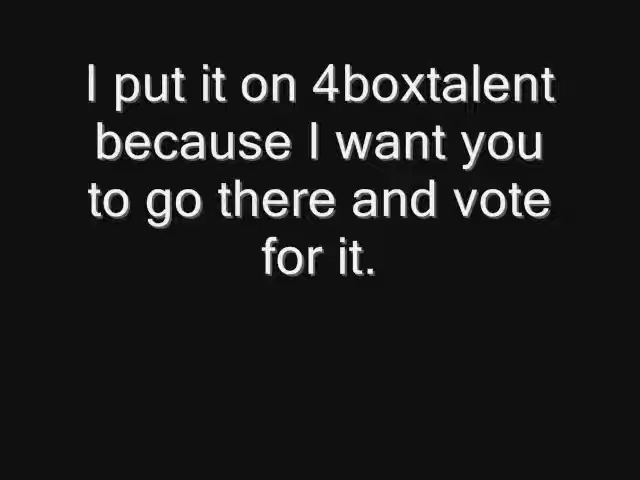 I put it on 4boxtalent
because I want you
to go there and vote
for it.